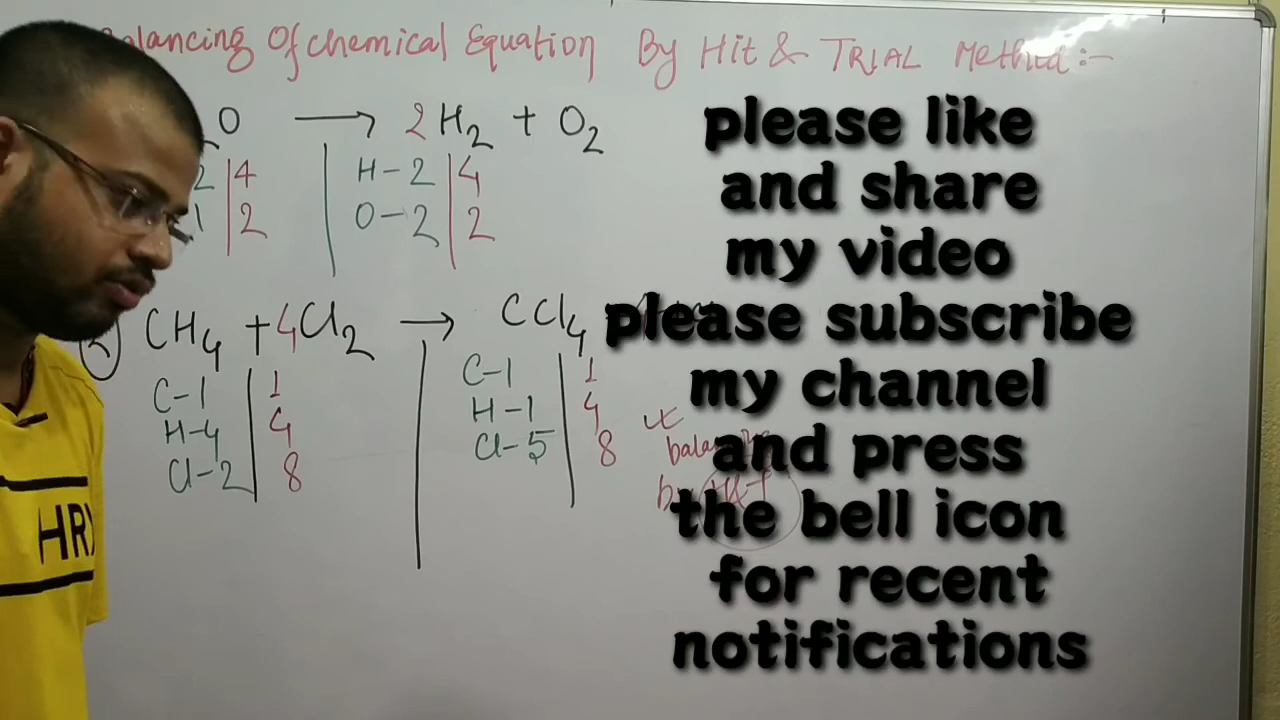 Balancing Of chemical Equation By Hit & TRIAL Method :-
O → 2H₂ + O₂
2 | 4 H - 2 | 4
1 | 2 O - 2 | 2
CH₄ + 4Cl₂ → CCl₄
C - 1 | 1 C - 1 | 1
H - 4 | 4 H - 1 | 4
Cl - 2 | 8 Cl - 5 | 8
HRX
please like
and share
my video
please subscribe
my channel
and press
the bell icon
for recent
notifications